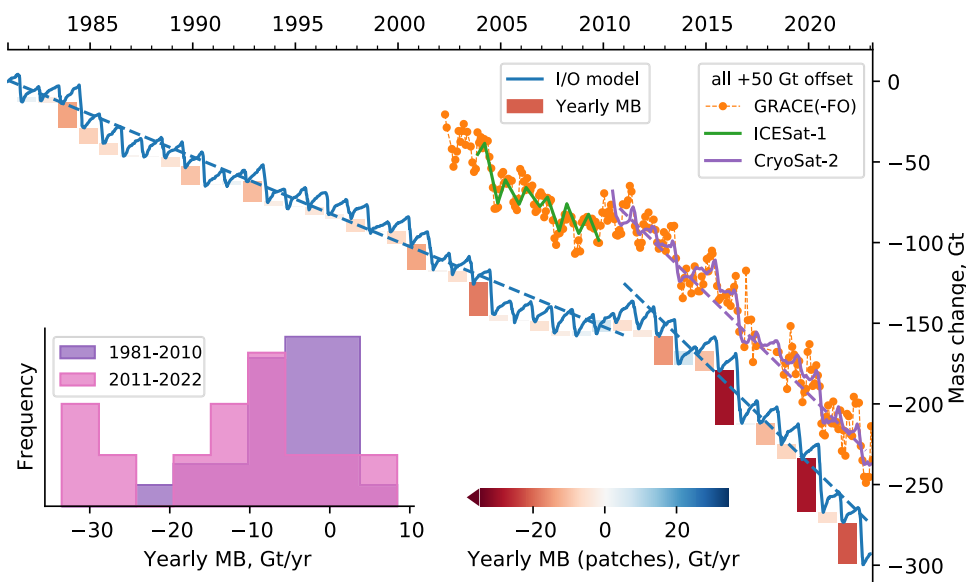 1985 1990 1995 2000 2005 2010 2015 2020
I/O model
Yearly MB
all +50 Gt offset
GRACE(-FO)
ICESat-1
CryoSat-2
0
−50
−100
−150
−200
−250
−300
Mass change, Gt
1981-2010
2011-2022
Frequency
−30 −20 −10 0 10
Yearly MB, Gt/yr
−20 0 20
Yearly MB (patches), Gt/yr